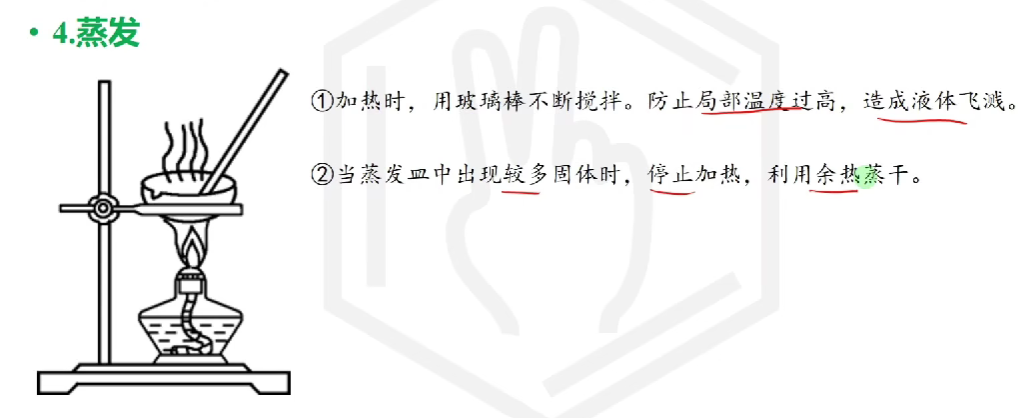 • 4.蒸发
①加热时，用玻璃棒不断搅拌。防止局部温度过高，造成液体飞溅。
②当蒸发皿中出现较多固体时，停止加热，利用余热蒸干。